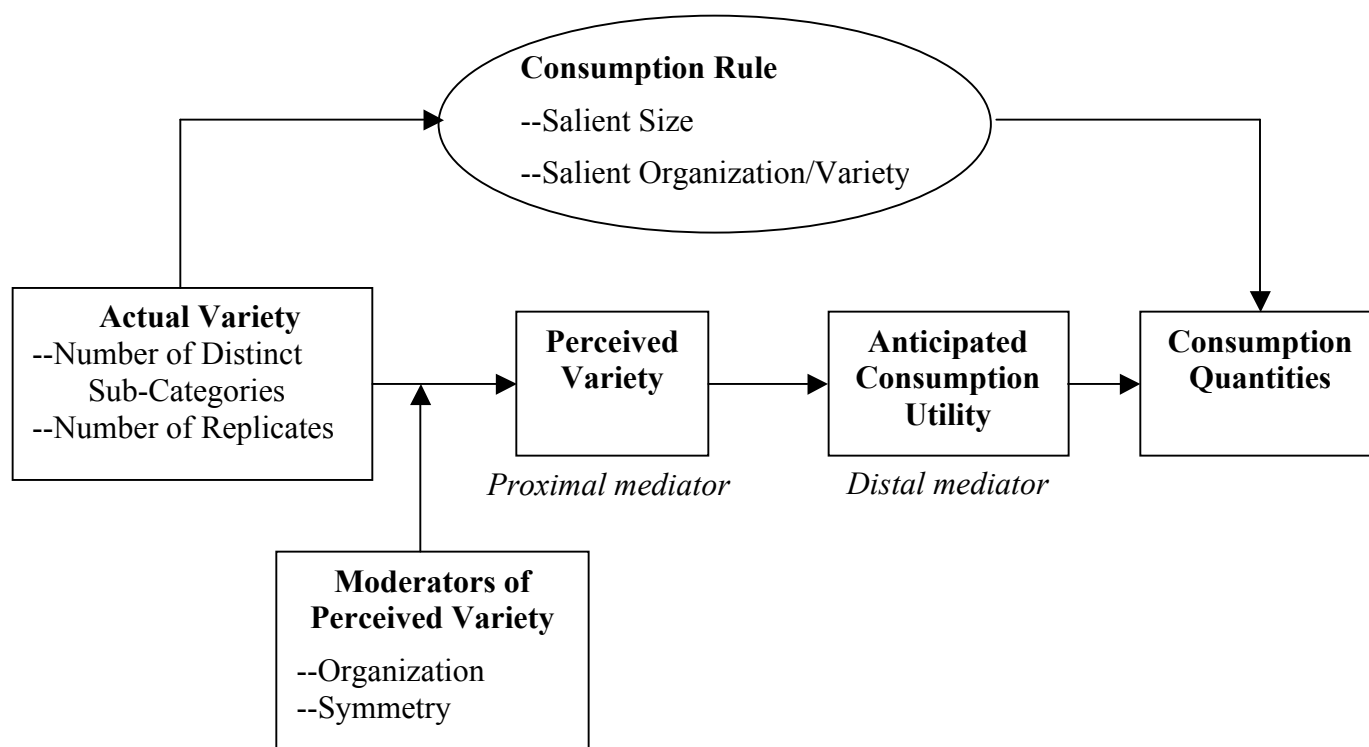 Consumption Rule
--Salient Size
--Salient Organization/Variety
Actual Variety
--Number of Distinct
Sub-Categories
--Number of Replicates
Perceived
Variety
Proximal mediator
Anticipated
Consumption
Utility
Distal mediator
Consumption
Quantities
Moderators of
Perceived Variety
--Organization
--Symmetry